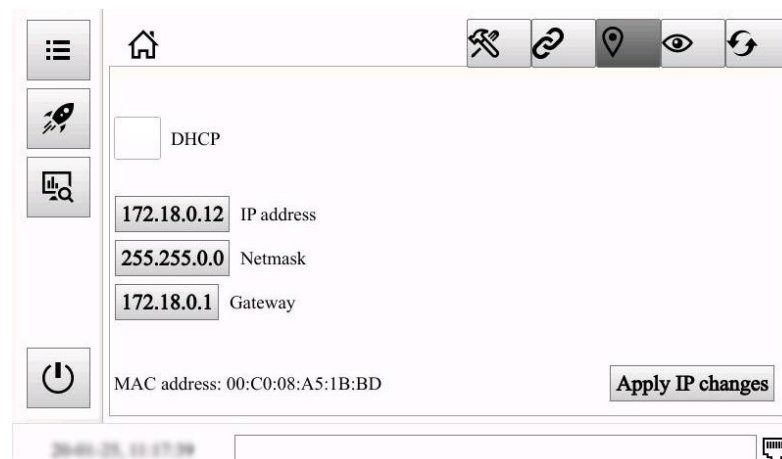 DHCP
172.18.0.12 IP address
255.255.0.0 Netmask
172.18.0.1 Gateway
MAC address: 00:C0:08:A5:1B:BD
Apply IP changes